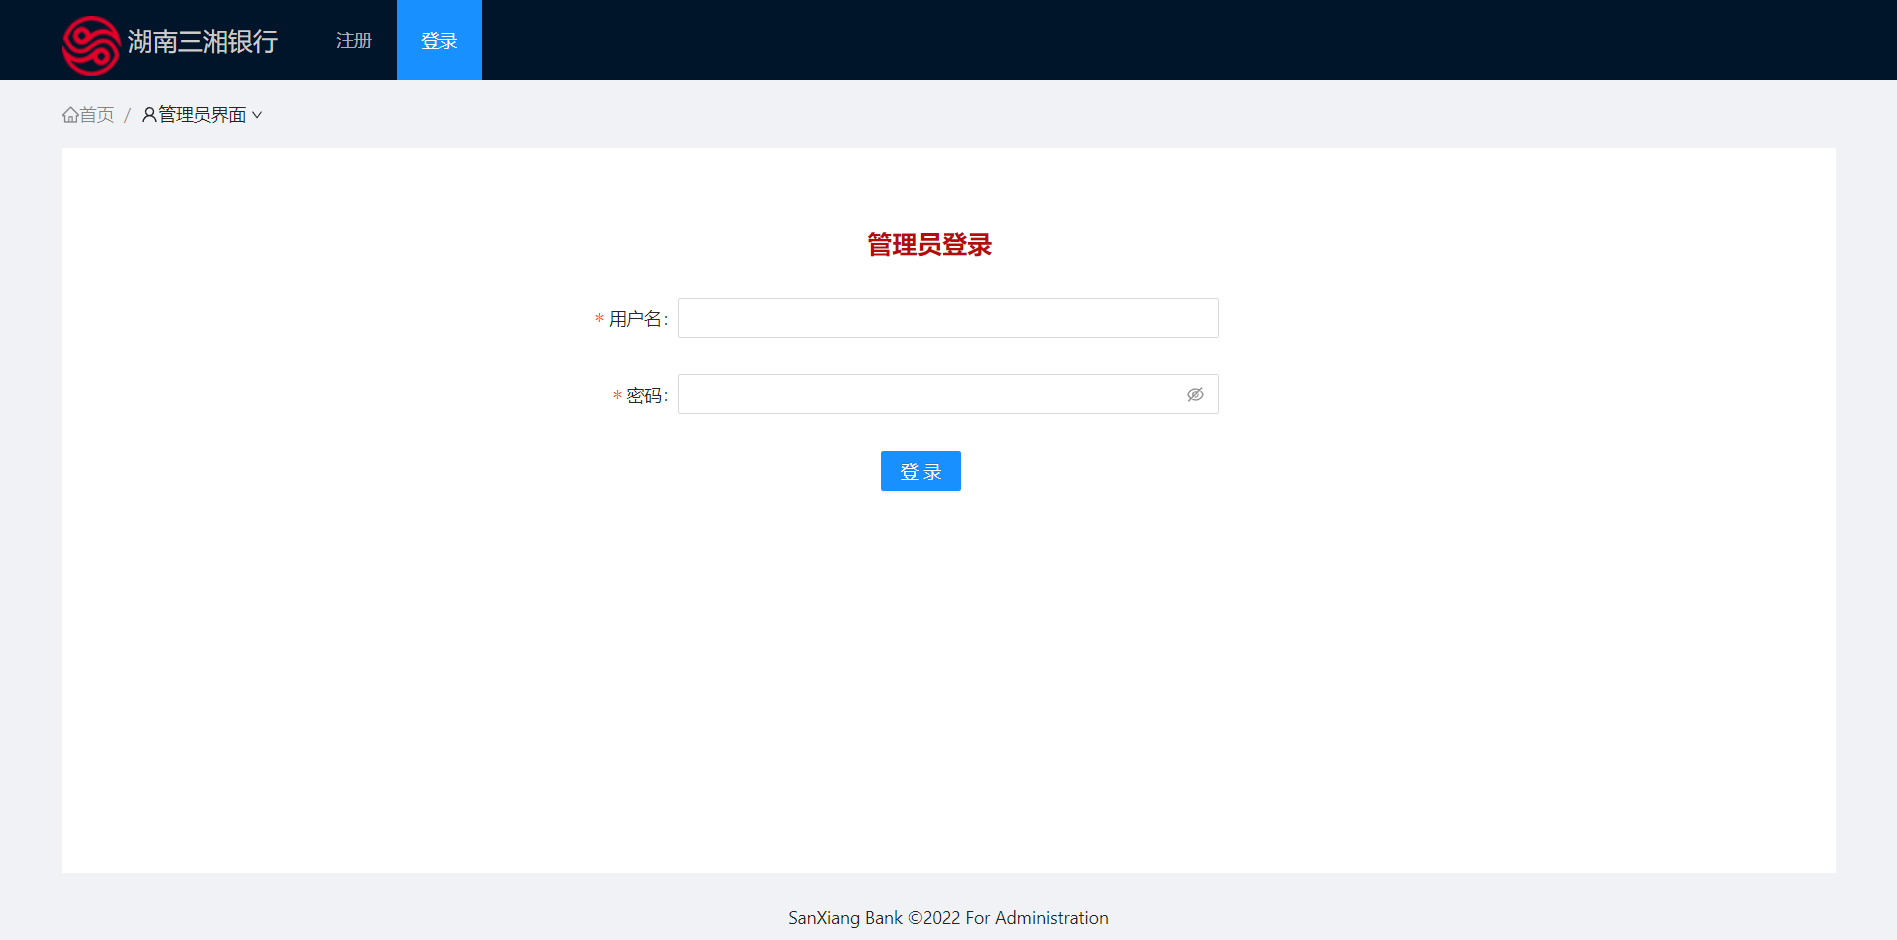 湖南三湘银行 注册 登录
首页 / 管理员界面
管理员登录
* 用户名:
* 密码:
登 录
SanXiang Bank ©2022 For Administration